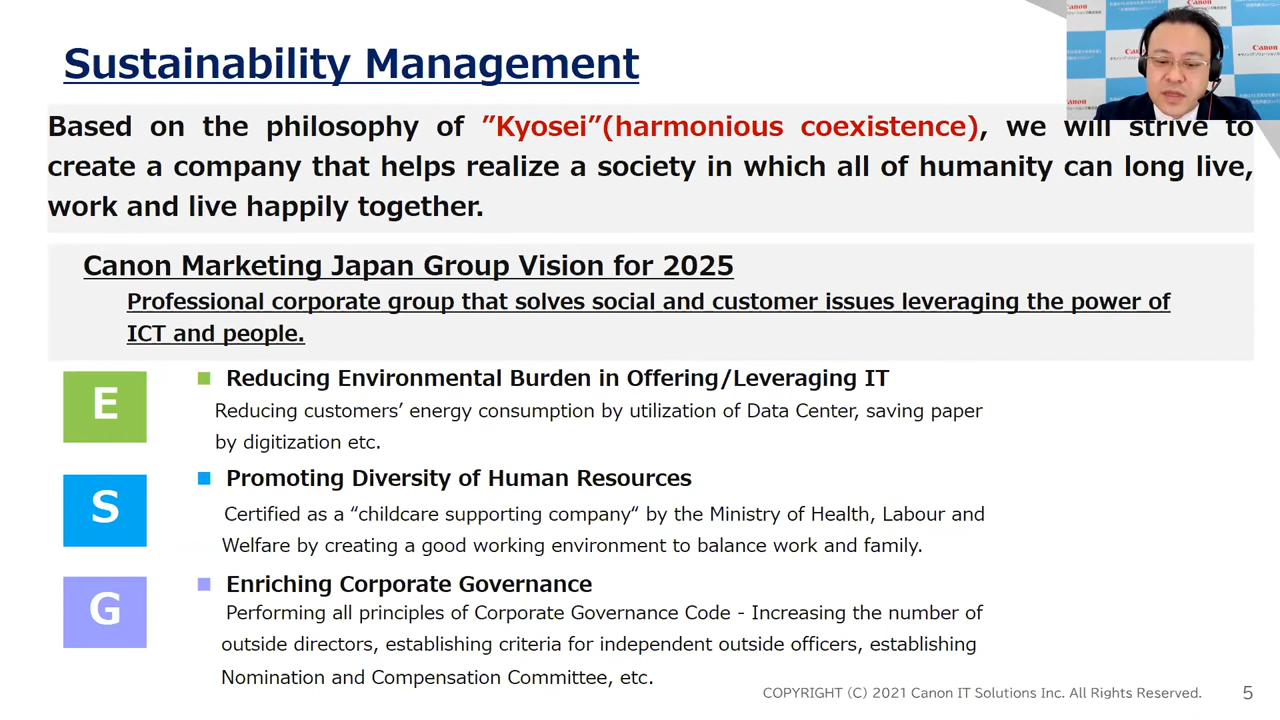 Sustainability Management
Based on the philosophy of ”Kyosei”(harmonious coexistence), we will strive to
create a company that helps realize a society in which all of humanity can long live,
work and live happily together.
Canon Marketing Japan Group Vision for 2025
Professional corporate group that solves social and customer issues leveraging the power of
ICT and people.
E
Reducing Environmental Burden in Offering/Leveraging IT
Reducing customers’ energy consumption by utilization of Data Center, saving paper
by digitization etc.
S
Promoting Diversity of Human Resources
Certified as a “childcare supporting company“ by the Ministry of Health, Labour and
Welfare by creating a good working environment to balance work and family.
G
Enriching Corporate Governance
Performing all principles of Corporate Governance Code - Increasing the number of
outside directors, establishing criteria for independent outside officers, establishing
Nomination and Compensation Committee, etc.
COPYRIGHT (C) 2021 Canon IT Solutions Inc. All Rights Reserved.
5